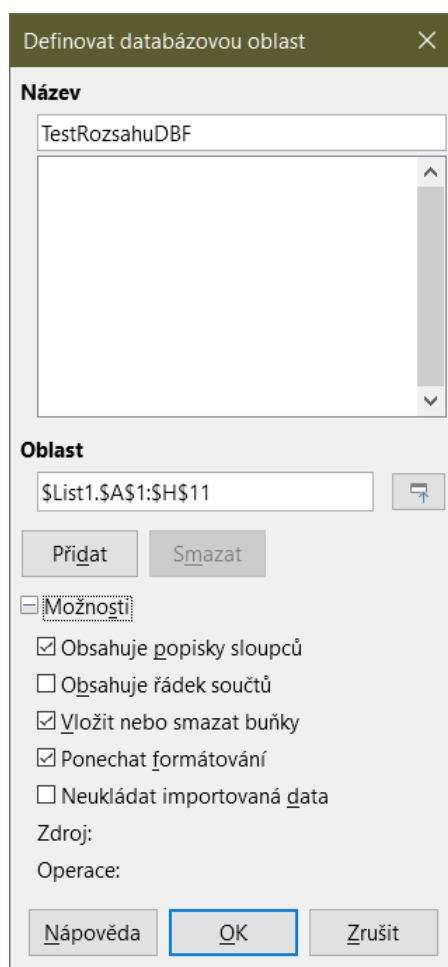 Definovat databázovou oblast
Název
TestRozsahuDBF
Oblast
$List1.$A$1:$H$11
Přidat Smazat
Možnosti
Obsahuje popisky sloupců
Obsahuje řádek součtů
Vložit nebo smazat buňky
Ponechat formátování
Neukládat importovaná data
Zdroj:
Operace:
Nápověda OK Zrušit